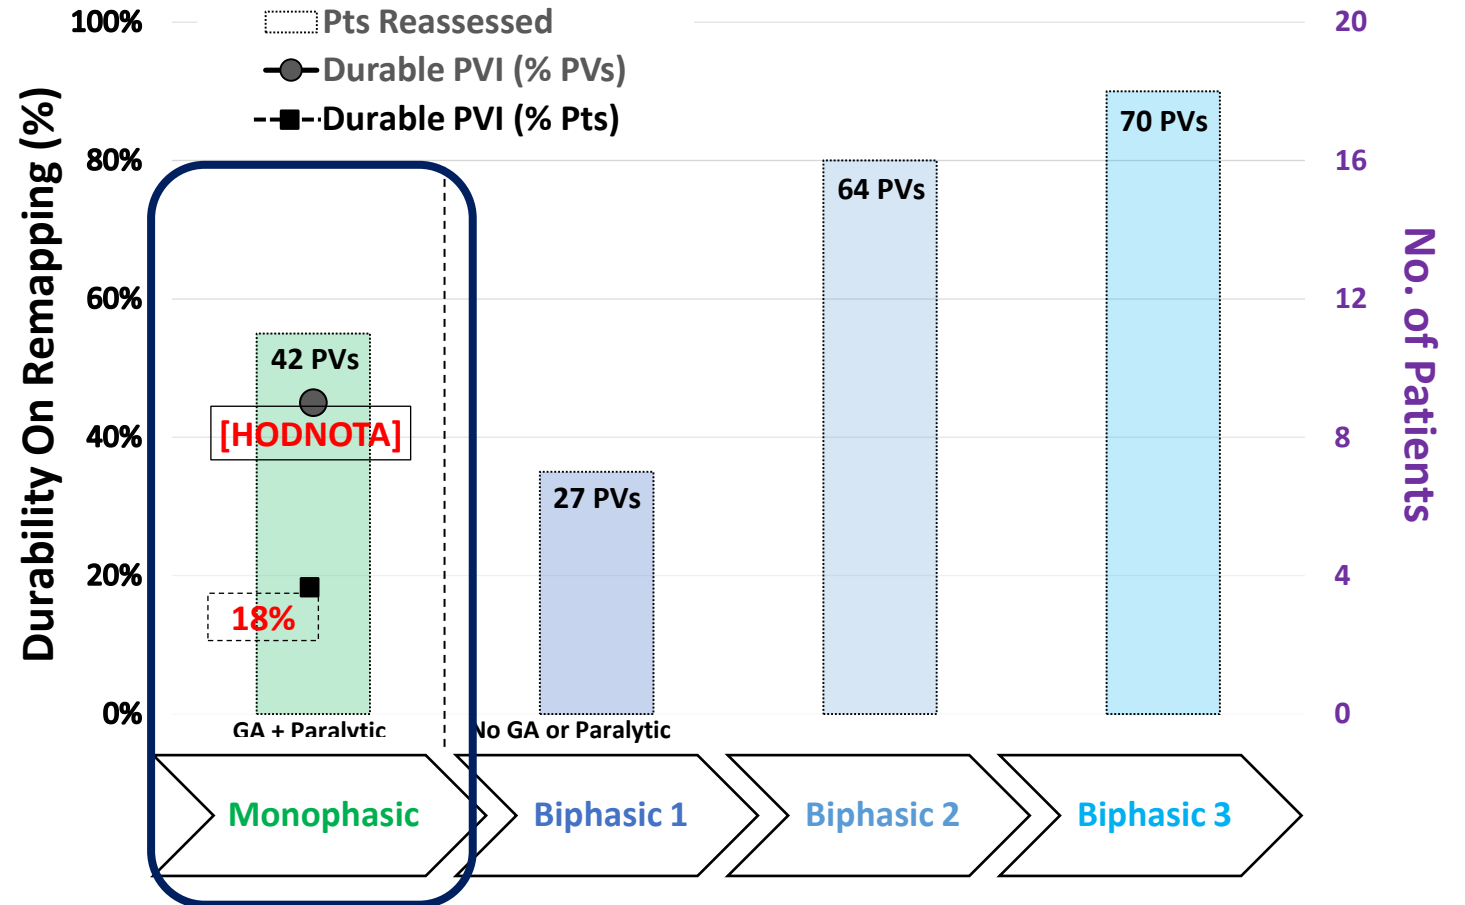 100%
80%
60%
40%
20%
0%
Durability On Remapping (%)
Pts Reassessed
Durable PVI (% PVs)
Durable PVI (% Pts)
42 PVs
[HODNOTA]
18%
27 PVs
64 PVs
70 PVs
20
16
12
8
4
0
No. of Patients
GA + Paralytic
No GA or Paralytic
Monophasic
Biphasic 1
Biphasic 2
Biphasic 3